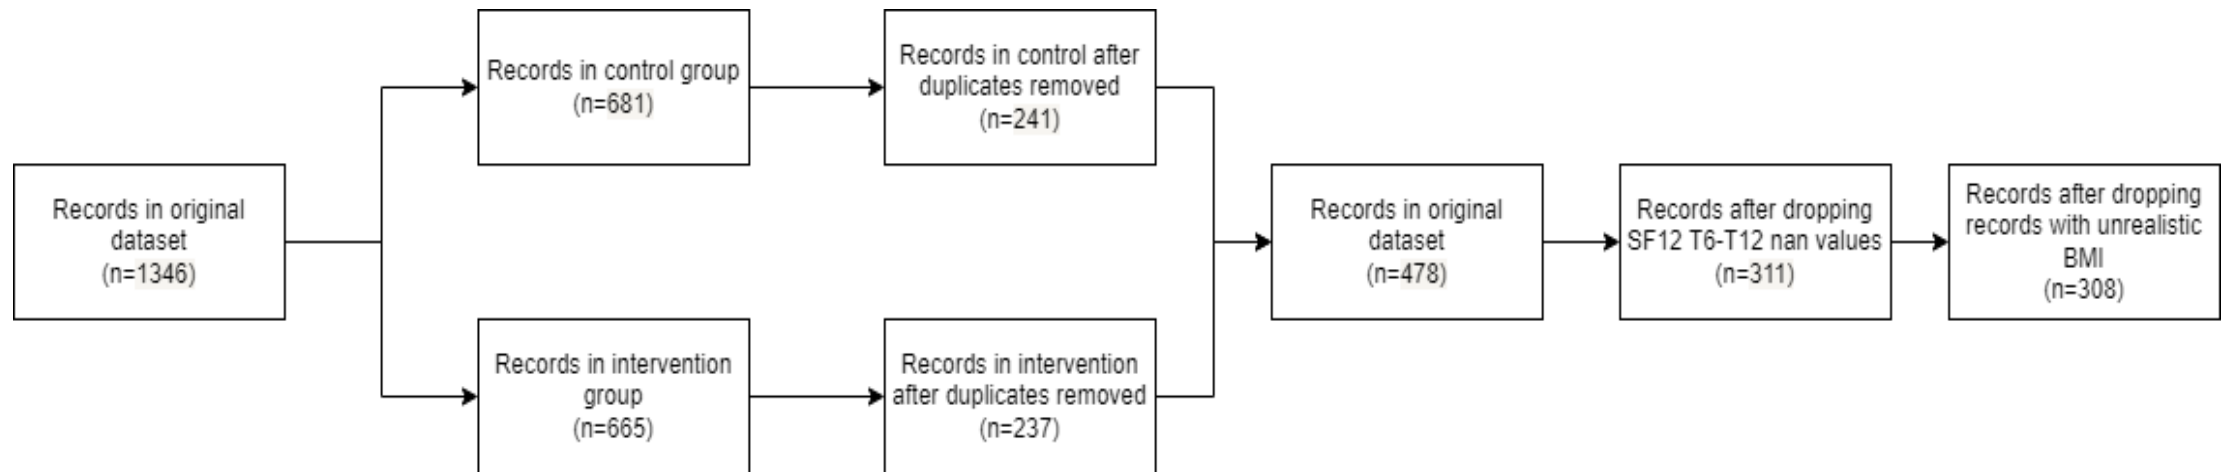 Records in original
dataset
(n=1346)
Records in control group
(n=681)
Records in control after
duplicates removed
(n=241)
Records in intervention
group
(n=665)
Records in intervention
after duplicates removed
(n=237)
Records in original
dataset
(n=478)
Records after dropping
SF12 T6-T12 nan values
(n=311)
Records after dropping
records with unrealistic
BMI
(n=308)